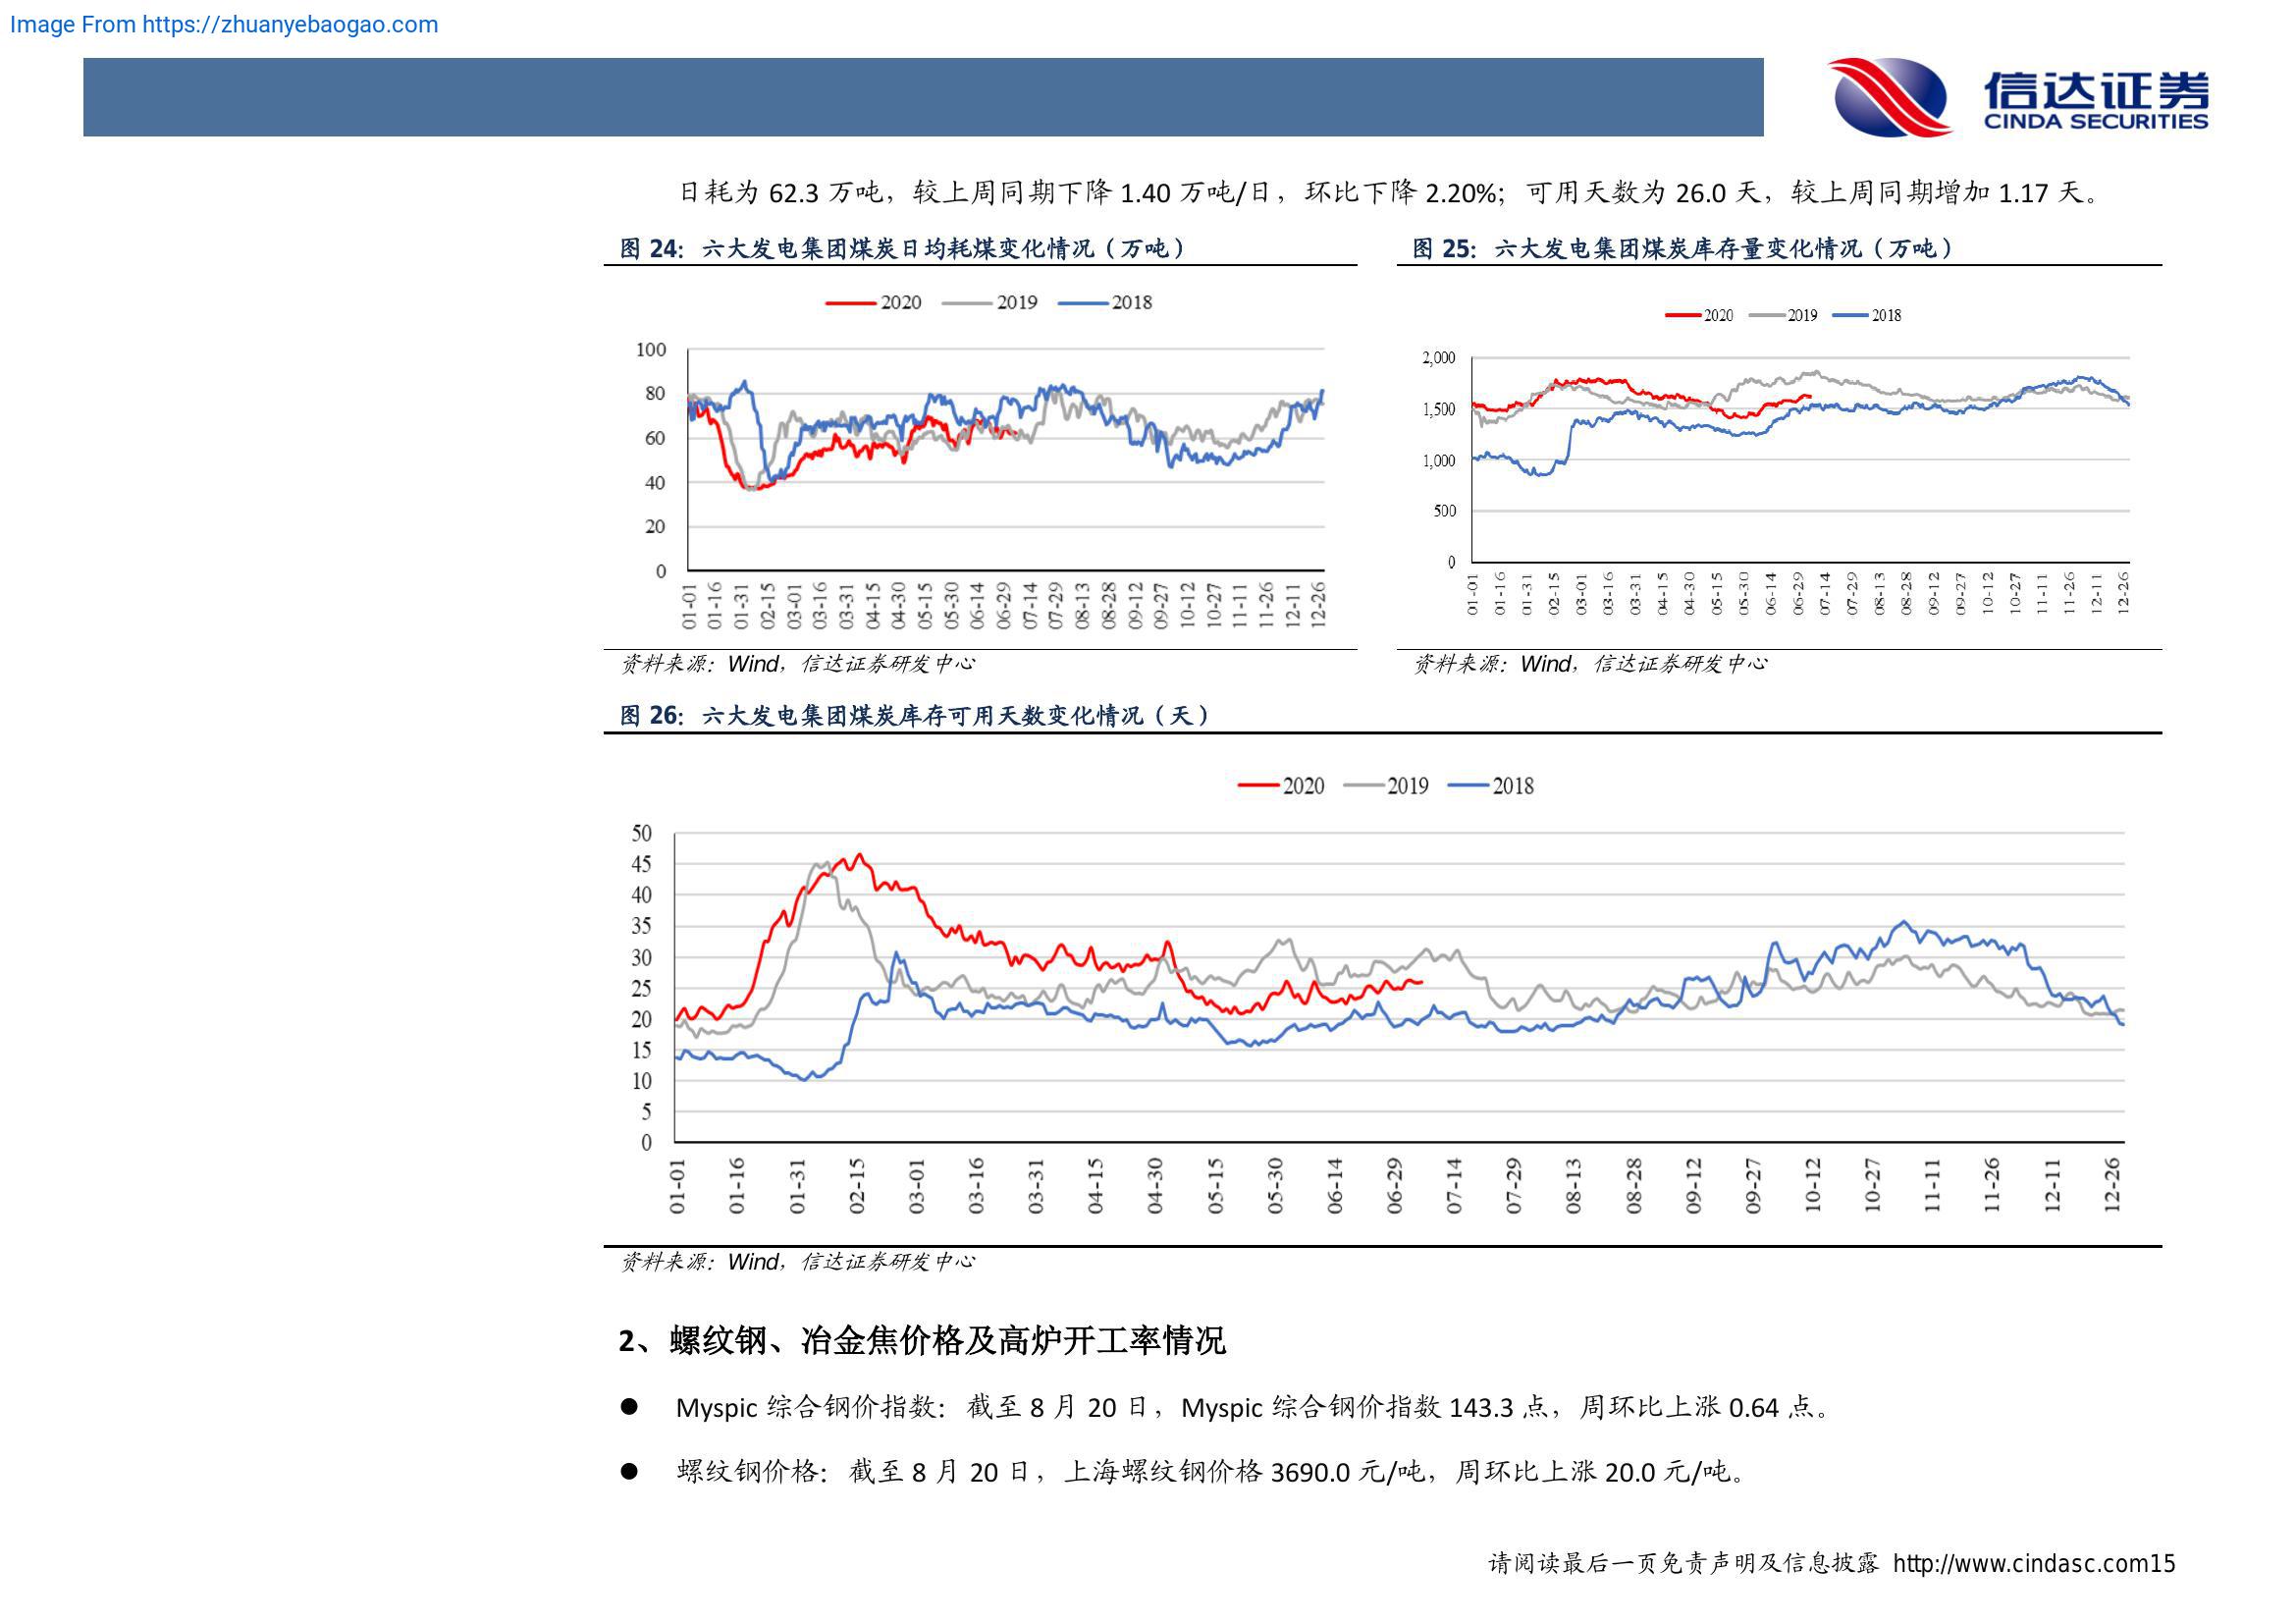 Image From https://zhuanyebaogao.com
信达证券
CINDA SECURITIES
日耗为 62.3 万吨，较上周同期下降 1.40 万吨/日，环比下降 2.20%；可用天数为 26.0 天，较上周同期增加 1.17 天。
图 24：六大发电集团煤炭日均耗煤变化情况（万吨）
2020 2019 2018
100
80
60
40
20
0
01-01 01-16 01-31 02-15 03-01 03-16 03-31 04-15 04-30 05-15 05-30 06-14 06-29 07-14 07-29 08-13 08-28 09-12 09-27 10-12 10-27 11-11 11-26 12-11 12-26
资料来源：Wind，信达证券研发中心
图 25：六大发电集团煤炭库存量变化情况（万吨）
2020 2019 2018
2,000
1,500
1,000
500
0
01-01 01-16 01-31 02-15 03-01 03-16 03-31 04-15 04-30 05-15 05-30 06-14 06-29 07-14 07-29 08-13 08-28 09-12 09-27 10-12 10-27 11-11 11-26 12-11 12-26
资料来源：Wind，信达证券研发中心
图 26：六大发电集团煤炭库存可用天数变化情况（天）
2020 2019 2018
50
45
40
35
30
25
20
15
10
5
0
01-01 01-16 01-31 02-15 03-01 03-16 03-31 04-15 04-30 05-15 05-30 06-14 06-29 07-14 07-29 08-13 08-28 09-12 09-27 10-12 10-27 11-11 11-26 12-11 12-26
资料来源：Wind，信达证券研发中心
2、螺纹钢、冶金焦价格及高炉开工率情况
● Myspic 综合钢价指数：截至 8 月 20 日，Myspic 综合钢价指数 143.3 点，周环比上涨 0.64 点。
● 螺纹钢价格：截至 8 月 20 日，上海螺纹钢价格 3690.0 元/吨，周环比上涨 20.0 元/吨。
请阅读最后一页免责声明及信息披露 http://www.cindasc.com15